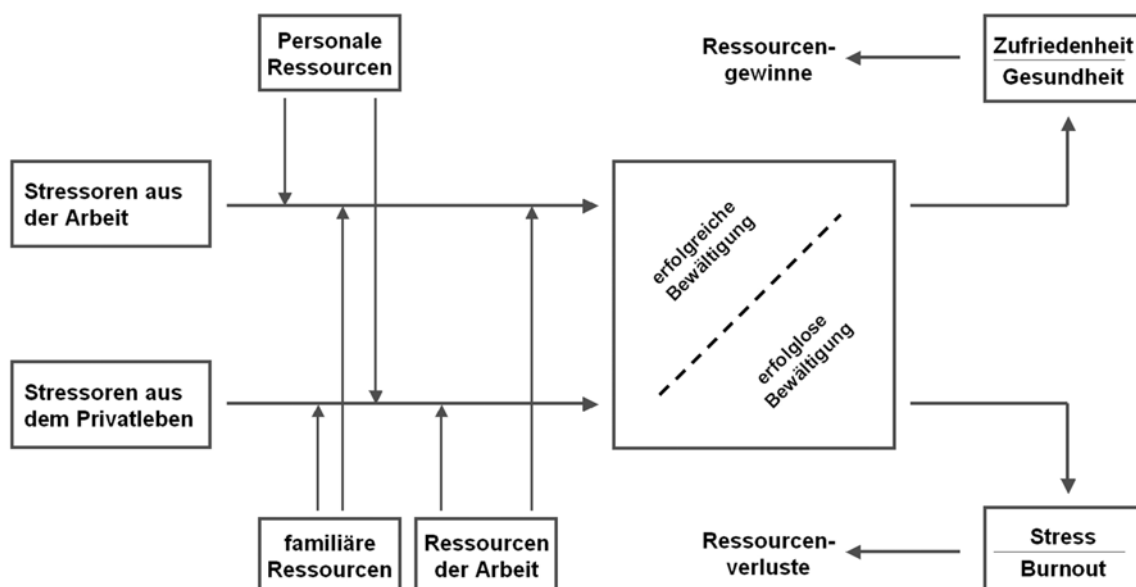 Personale
Ressourcen
Ressourcen-
gewinne
Zufriedenheit
Gesundheit
Stressoren aus
der Arbeit
erfolgreiche
Bewältigung
erfolglose
Bewältigung
Stressoren aus
dem Privatleben
familiäre
Ressourcen
Ressourcen
der Arbeit
Ressourcen-
verluste
Stress
Burnout